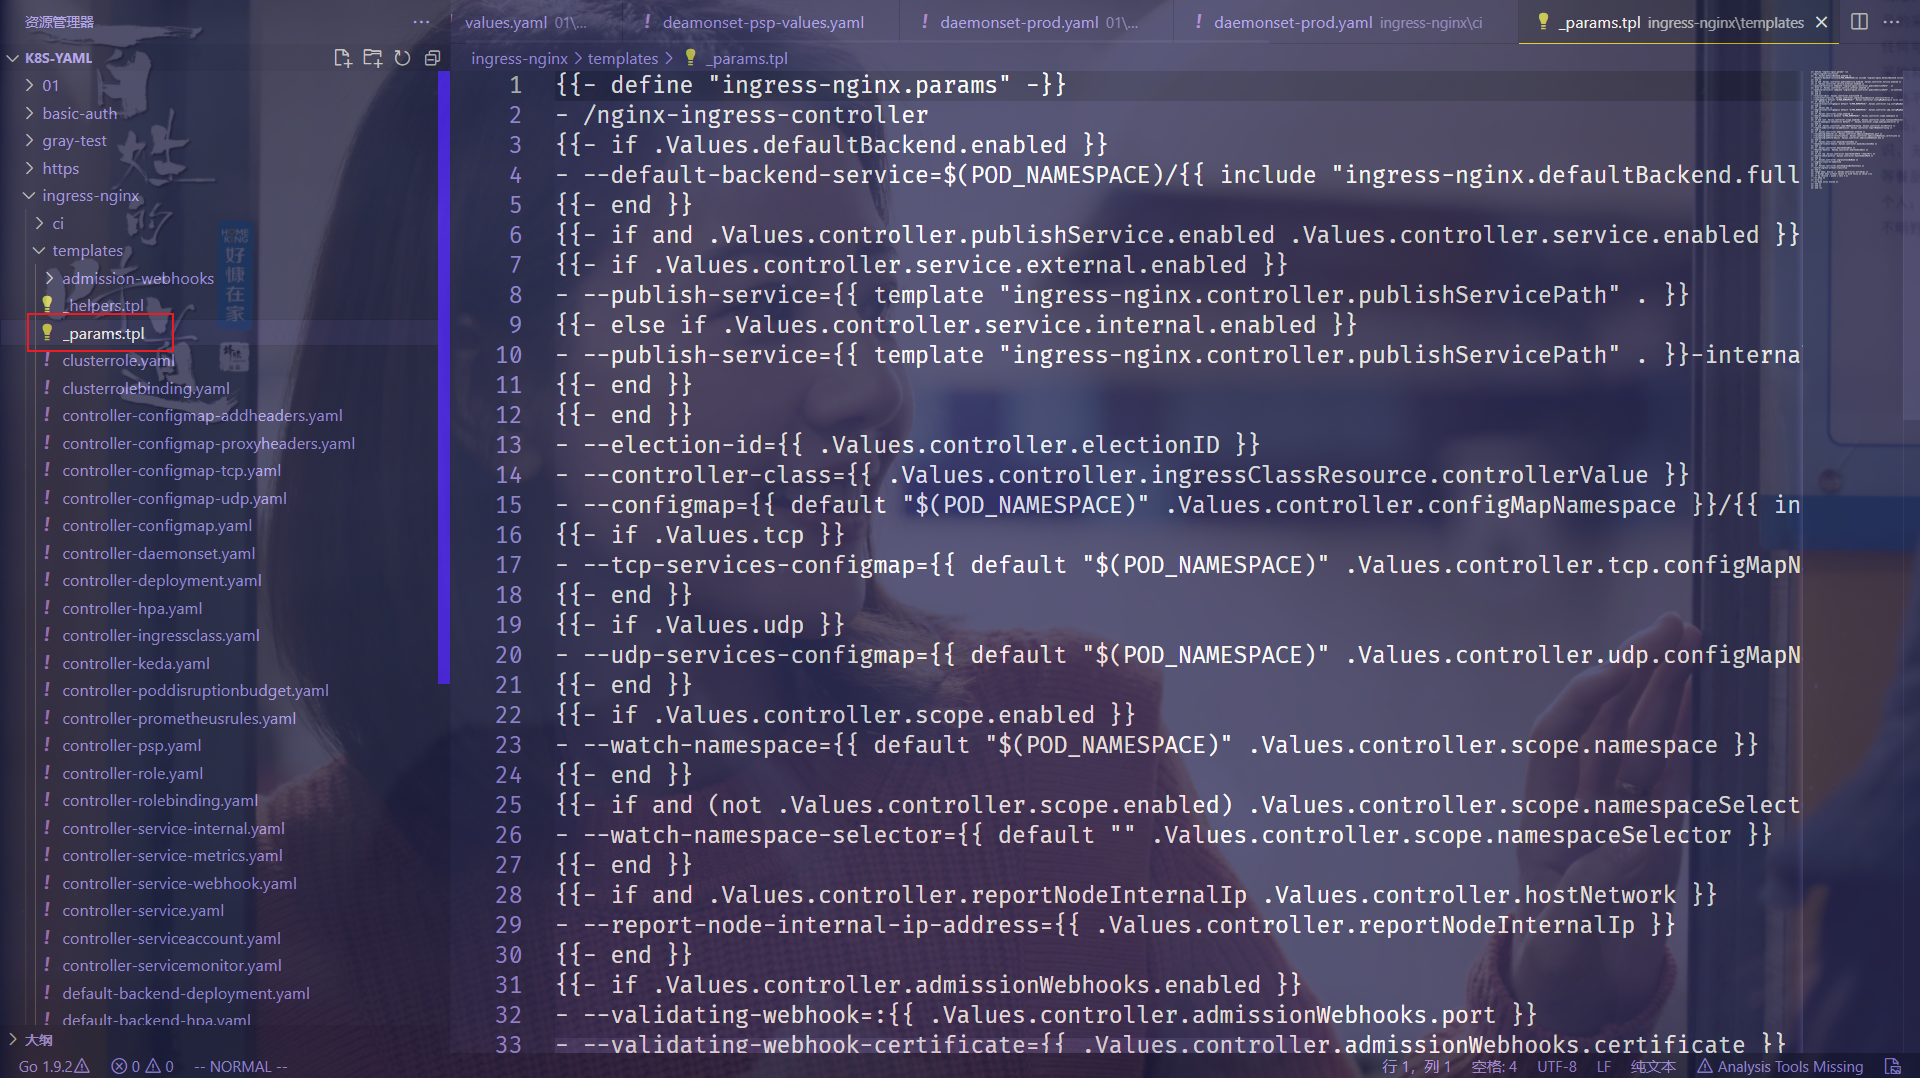 资源管理器
values.yaml 01\...
! deamonset-psp-values.yaml
! daemonset-prod.yaml 01\...
! daemonset-prod.yaml ingress-nginx\ci
_params.tpl ingress-nginx\templates
K8S-YAML
ingress-nginx > templates > _params.tpl
01
basic-auth
gray-test
https
ingress-nginx
ci
templates
admission-webhooks
_helpers.tpl
_params.tpl
! clusterrole.yaml
! clusterrolebinding.yaml
! controller-configmap-addheaders.yaml
! controller-configmap-proxyheaders.yaml
! controller-configmap-tcp.yaml
! controller-configmap-udp.yaml
! controller-configmap.yaml
! controller-daemonset.yaml
! controller-deployment.yaml
! controller-hpa.yaml
! controller-ingressclass.yaml
! controller-keda.yaml
! controller-poddisruptionbudget.yaml
! controller-prometheusrules.yaml
! controller-psp.yaml
! controller-role.yaml
! controller-rolebinding.yaml
! controller-service-internal.yaml
! controller-service-metrics.yaml
! controller-service-webhook.yaml
! controller-service.yaml
! controller-serviceaccount.yaml
! controller-servicemonitor.yaml
! default-backend-deployment.yaml
! default-backend-hpa.yaml
大纲
百姓的味道
HOME
KING
好慷在家
1 {{- define "ingress-nginx.params" -}}
2 - /nginx-ingress-controller
3 {{- if .Values.defaultBackend.enabled }}
4 - --default-backend-service=$(POD_NAMESPACE)/{{ include "ingress-nginx.defaultBackend.full
5 {{- end }}
6 {{- if and .Values.controller.publishService.enabled .Values.controller.service.enabled }}
7 {{- if .Values.controller.service.external.enabled }}
8 - --publish-service={{ template "ingress-nginx.controller.publishServicePath" . }}
9 {{- else if .Values.controller.service.internal.enabled }}
10 - --publish-service={{ template "ingress-nginx.controller.publishServicePath" . }}-interna
11 {{- end }}
12 {{- end }}
13 - --election-id={{ .Values.controller.electionID }}
14 - --controller-class={{ .Values.controller.ingressClassResource.controllerValue }}
15 - --configmap={{ default "$(POD_NAMESPACE)" .Values.controller.configMapNamespace }}/{{ in
16 {{- if .Values.tcp }}
17 - --tcp-services-configmap={{ default "$(POD_NAMESPACE)" .Values.controller.tcp.configMapN
18 {{- end }}
19 {{- if .Values.udp }}
20 - --udp-services-configmap={{ default "$(POD_NAMESPACE)" .Values.controller.udp.configMapN
21 {{- end }}
22 {{- if .Values.controller.scope.enabled }}
23 - --watch-namespace={{ default "$(POD_NAMESPACE)" .Values.controller.scope.namespace }}
24 {{- end }}
25 {{- if and (not .Values.controller.scope.enabled) .Values.controller.scope.namespaceSelect
26 - --watch-namespace-selector={{ default "" .Values.controller.scope.namespaceSelector }}
27 {{- end }}
28 {{- if and .Values.controller.reportNodeInternalIp .Values.controller.hostNetwork }}
29 - --report-node-internal-ip-address={{ .Values.controller.reportNodeInternalIp }}
30 {{- end }}
31 {{- if .Values.controller.admissionWebhooks.enabled }}
32 - --validating-webhook=:{{ .Values.controller.admissionWebhooks.port }}
33 - --validating-webhook-certificate={{ .Values.controller.admissionWebhooks.certificate }}
Go 1.9.2 0 0 -- NORMAL --
行 1，列 1 空格: 4 UTF-8 LF 纯文本 Analysis Tools Missing